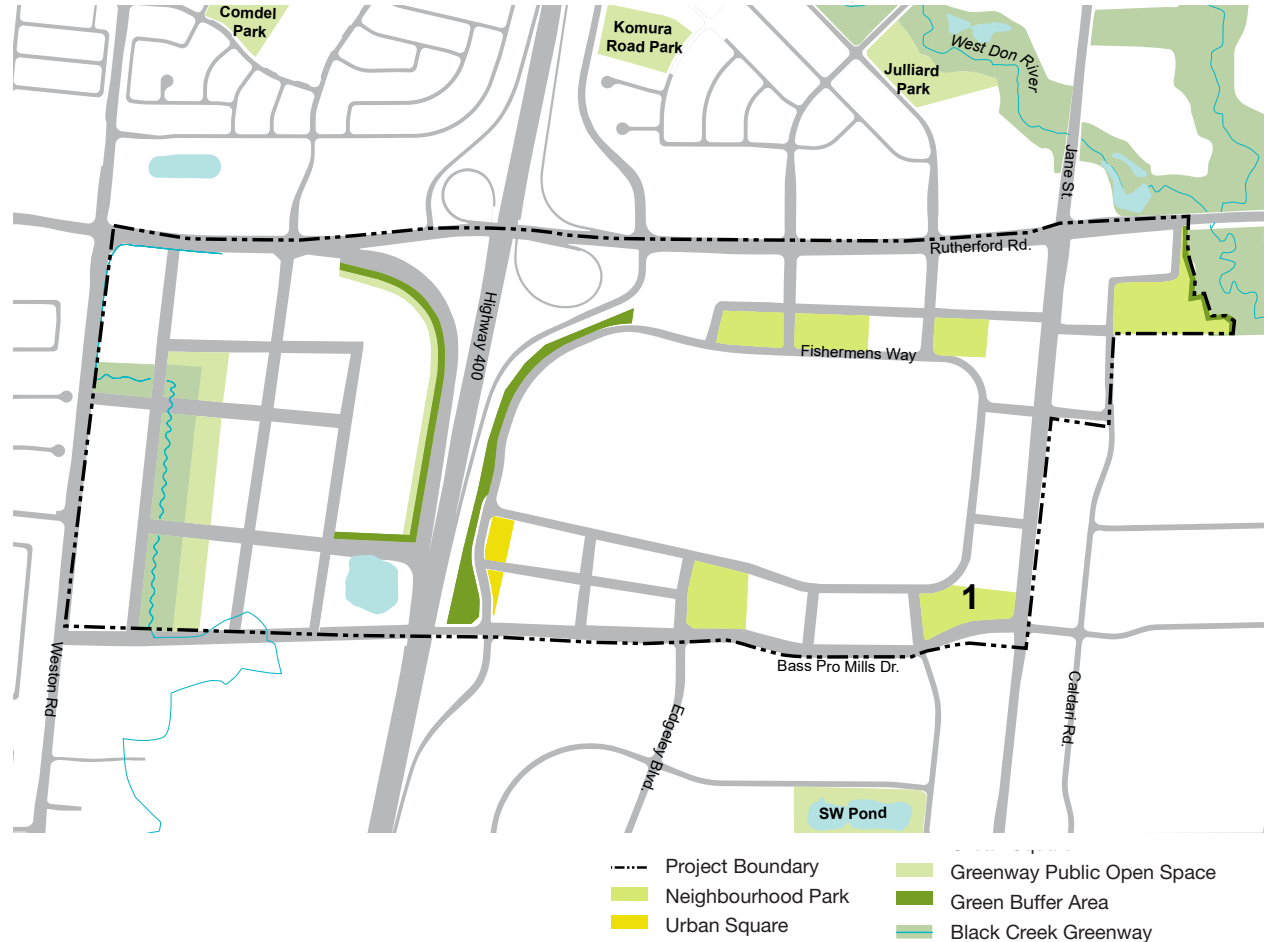 Comdel
Park
Komura
Road Park
West Don River
Julliard
Park
Jane St.
Rutherford Rd.
Highway 400
Fishermens Way
1
Bass Pro Mills Dr.
Weston Rd
Edgeley Blvd.
Caldari Rd.
SW Pond
Project Boundary
Neighbourhood Park
Urban Square
Greenway Public Open Space
Green Buffer Area
Black Creek Greenway